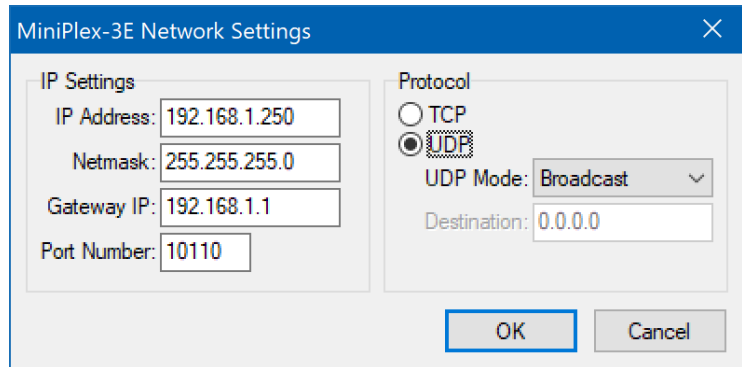 MiniPlex-3E Network Settings
IP Settings
IP Address: 192.168.1.250
Netmask: 255.255.255.0
Gateway IP: 192.168.1.1
Port Number: 10110
Protocol
TCP
UDP
UDP Mode: Broadcast
Destination: 0.0.0.0
OK
Cancel